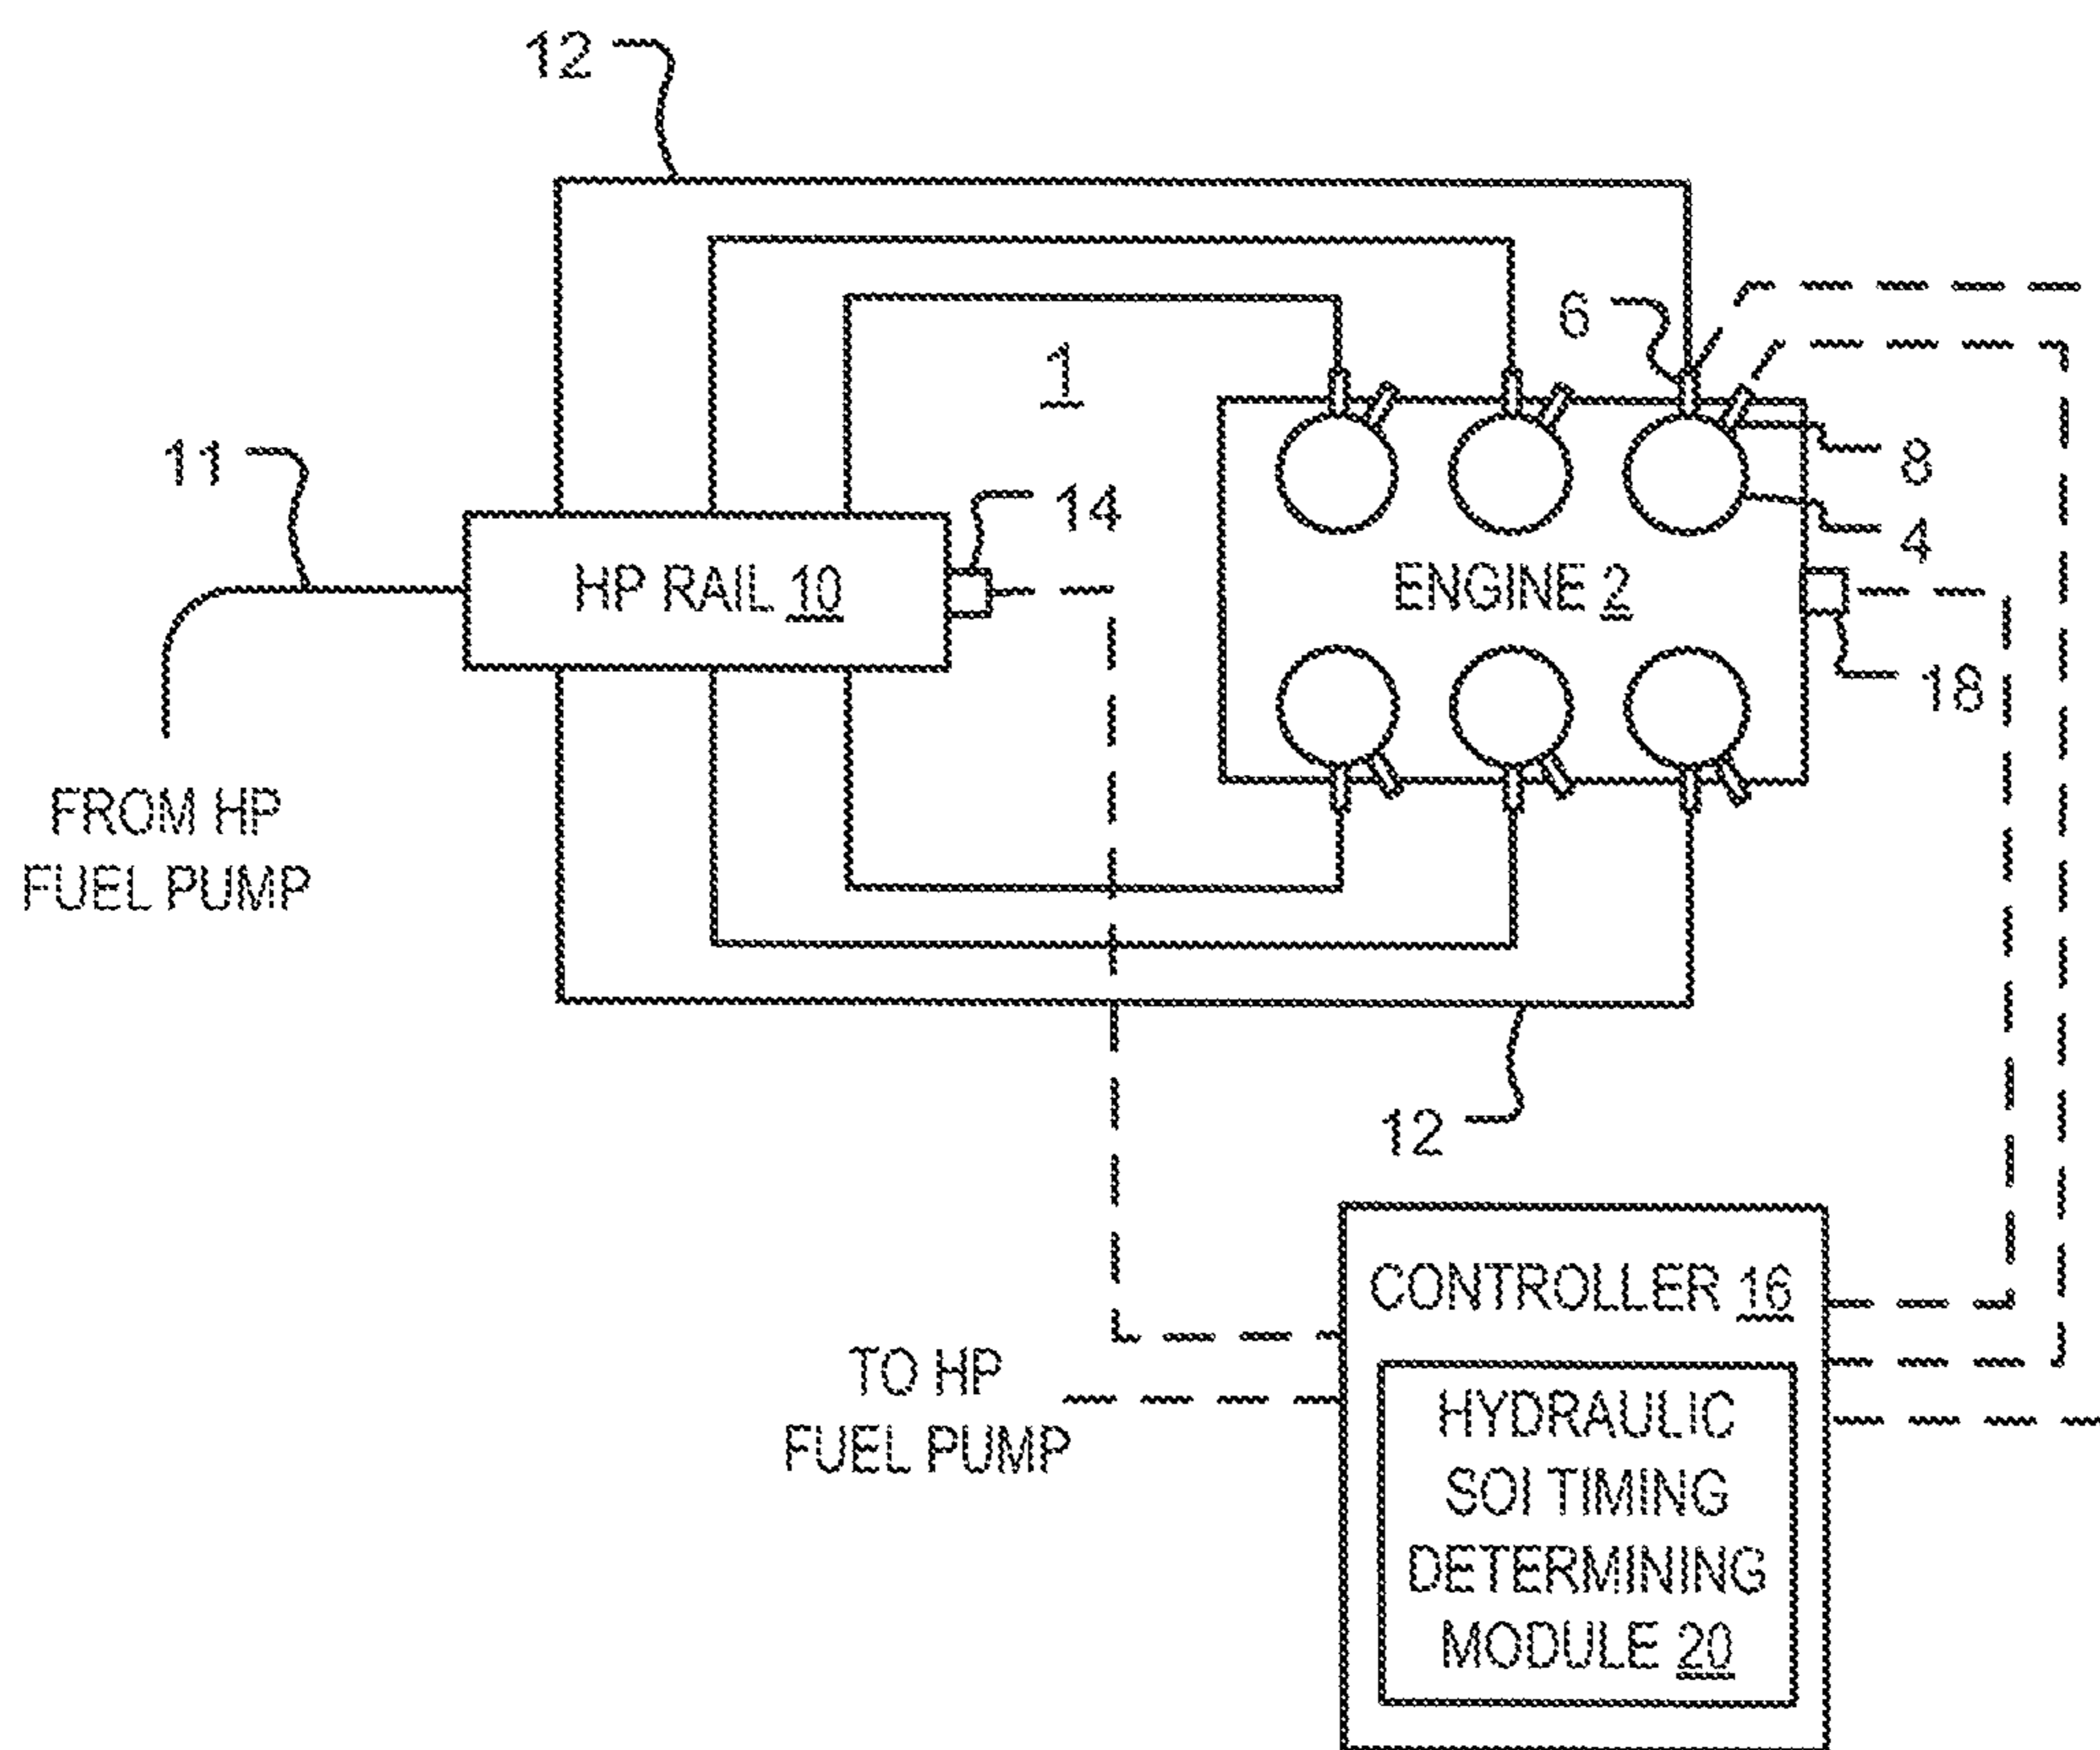 12
6
1
11
8
14
4
HP RAIL 10
ENGINE 2
18
FROM HP
FUEL PUMP
12
CONTROLLER 16
TO HP
FUEL PUMP
HYDRAULIC
SOI TIMING
DETERMINING
MODULE 20